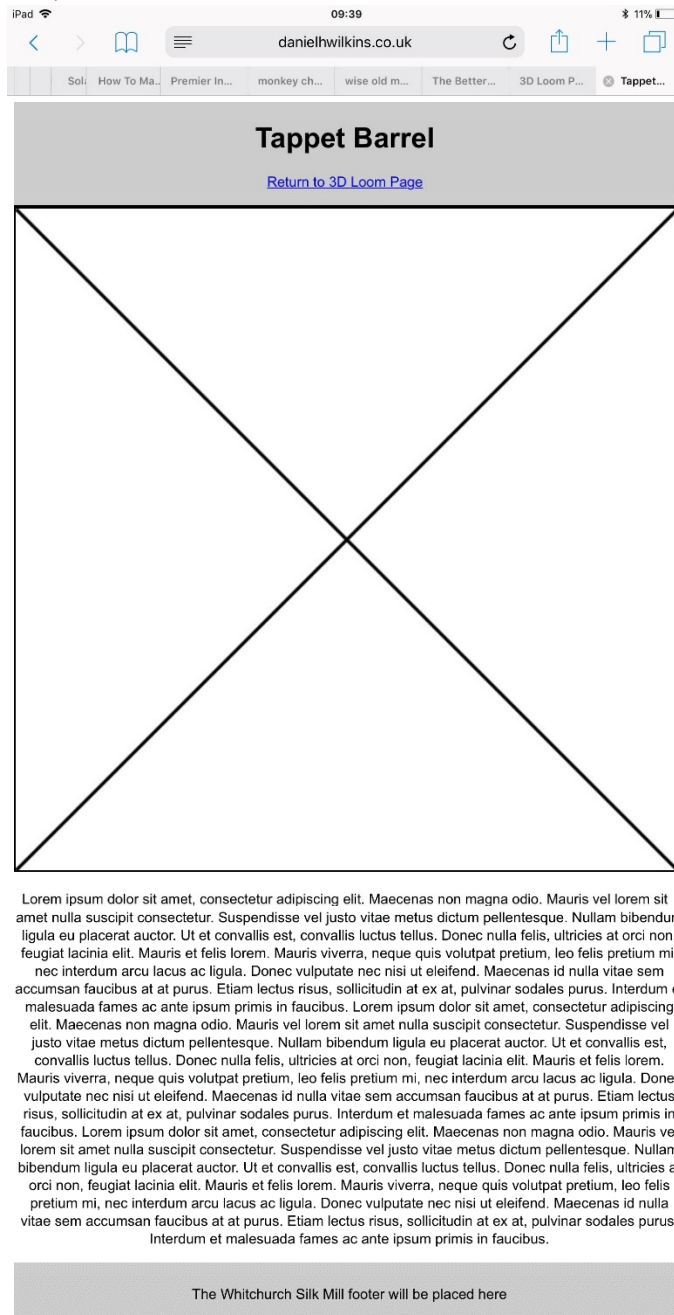 iPad 09:39 11%
danielhwilkins.co.uk
Sol How To Ma.. Premier In... monkey ch... wise old m... The Better... 3D Loom P... Tappet...
Tappet Barrel
Return to 3D Loom Page
Lorem ipsum dolor sit amet, consectetur adipiscing elit. Maecenas non magna odio. Mauris vel lorem sit
amet nulla suscipit consectetur. Suspendisse vel justo vitae metus dictum pellentesque. Nullam bibendu
ligula eu placerat auctor. Ut et convallis est, convallis luctus tellus. Donec nulla felis, ultricies at orci non,
feugiat lacinia elit. Mauris et felis lorem. Mauris viverra, neque quis volutpat pretium, leo felis pretium mi
nec interdum arcu lacus ac ligula. Donec vulputate nec nisi ut eleifend. Maecenas id nulla vitae sem
accumsan faucibus at at purus. Etiam lectus risus, sollicitudin at ex at, pulvinar sodales purus. Interdum e
malesuada fames ac ante ipsum primis in faucibus. Lorem ipsum dolor sit amet, consectetur adipiscing
elit. Maecenas non magna odio. Mauris vel lorem sit amet nulla suscipit consectetur. Suspendisse vel
justo vitae metus dictum pellentesque. Nullam bibendum ligula eu placerat auctor. Ut et convallis est,
convallis luctus tellus. Donec nulla felis, ultricies at orci non, feugiat lacinia elit. Mauris et felis lorem.
Mauris viverra, neque quis volutpat pretium, leo felis pretium mi, nec interdum arcu lacus ac ligula. Done
vulputate nec nisi ut eleifend. Maecenas id nulla vitae sem accumsan faucibus at at purus. Etiam lectus
risus, sollicitudin at ex at, pulvinar sodales purus. Interdum et malesuada fames ac ante ipsum primis in
faucibus. Lorem ipsum dolor sit amet, consectetur adipiscing elit. Maecenas non magna odio. Mauris ve
lorem sit amet nulla suscipit consectetur. Suspendisse vel justo vitae metus dictum pellentesque. Nullam
bibendum ligula eu placerat auctor. Ut et convallis est, convallis luctus tellus. Donec nulla felis, ultricies a
orci non, feugiat lacinia elit. Mauris et felis lorem. Mauris viverra, neque quis volutpat pretium, leo felis
pretium mi, nec interdum arcu lacus ac ligula. Donec vulputate nec nisi ut eleifend. Maecenas id nulla
vitae sem accumsan faucibus at at purus. Etiam lectus risus, sollicitudin at ex at, pulvinar sodales purus
Interdum et malesuada fames ac ante ipsum primis in faucibus.
The Whitchurch Silk Mill footer will be placed here